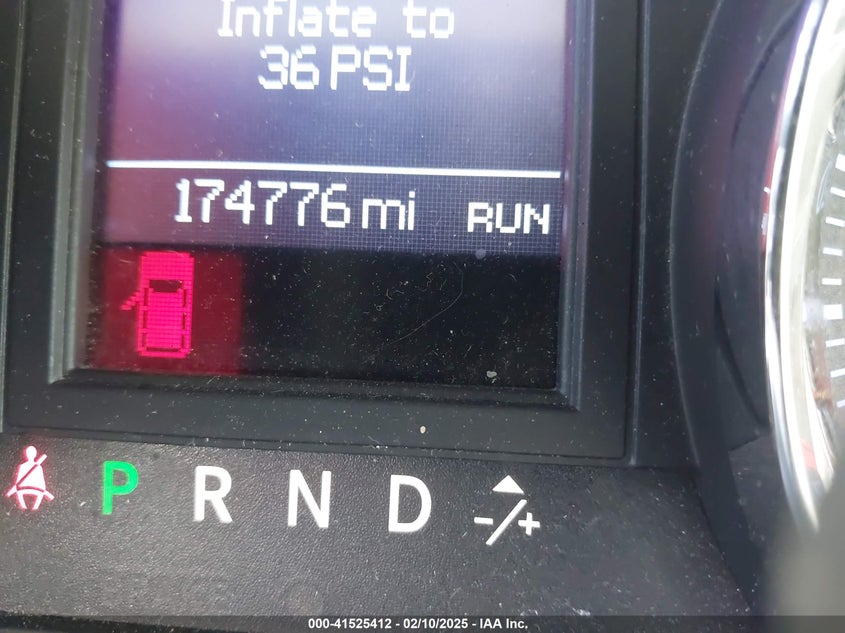 Inflate to
36 PSI
174776 mi RUN
P R N D -/+
000-41525412 - 02/10/2025 - IAA Inc.